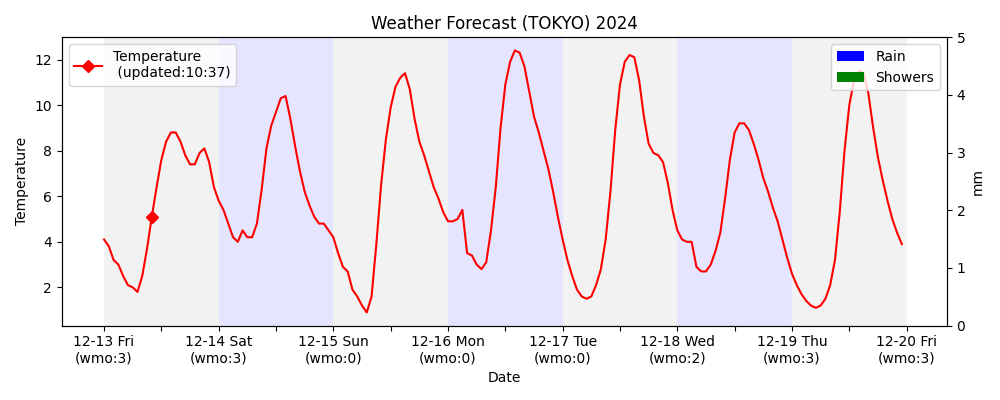 Weather Forecast (TOKYO) 2024
Temperature
(updated:10:37)
Rain
Showers
12
10
8
6
4
2
Temperature
5
4
3
2
1
0
mm
12-13 Fri
(wmo:3)
12-14 Sat
(wmo:3)
12-15 Sun
(wmo:0)
12-16 Mon
(wmo:0)
12-17 Tue
(wmo:0)
12-18 Wed
(wmo:2)
12-19 Thu
(wmo:3)
12-20 Fri
(wmo:3)
Date